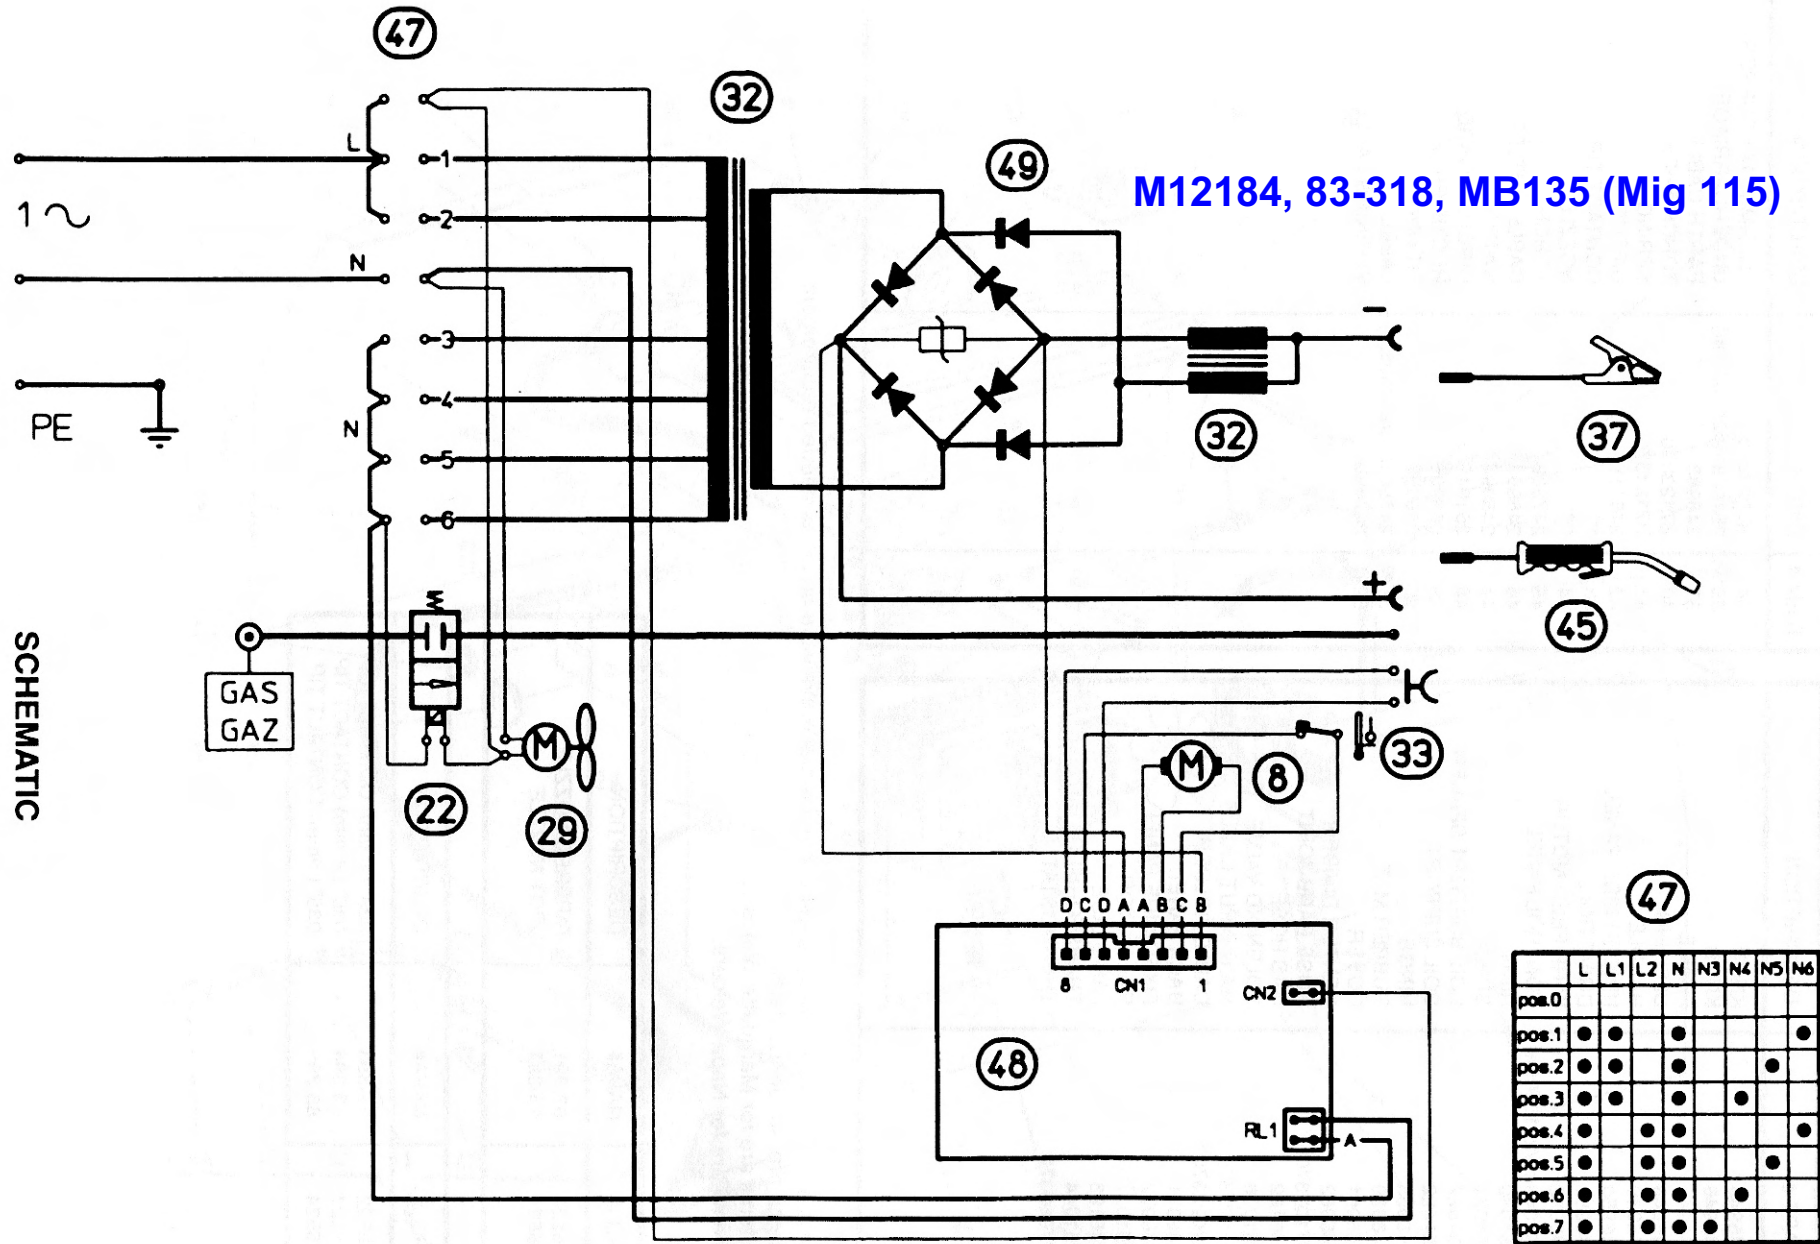 47
32
49
M12184, 83-318, MB135 (Mig 115)
L
1
1 ∿
2
N
3
4
N
5
6
PE
−
32
37
+
45
SCHEMATIC
GAS
GAZ
M
22
29
M
8
33
D C D A A B C B
8 CN1 1
CN2
48
RL1
A
47
L L1 L2 N N3 N4 N5 N6
pos.0
pos.1 ● ● ● ●
pos.2 ● ● ● ●
pos.3 ● ● ● ●
pos.4 ● ● ● ●
pos.5 ● ● ● ●
pos.6 ● ● ● ●
pos.7 ● ● ● ●